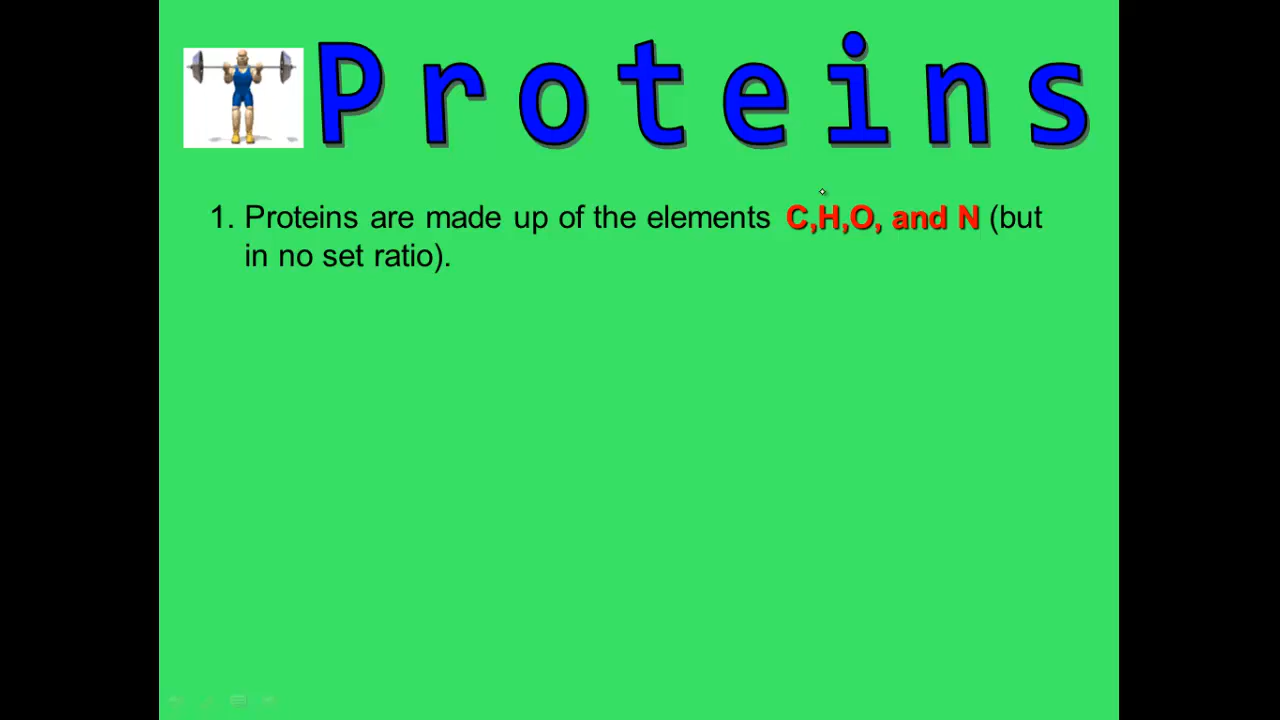 Proteins
1. Proteins are made up of the elements C,H,O, and N (but
in no set ratio).